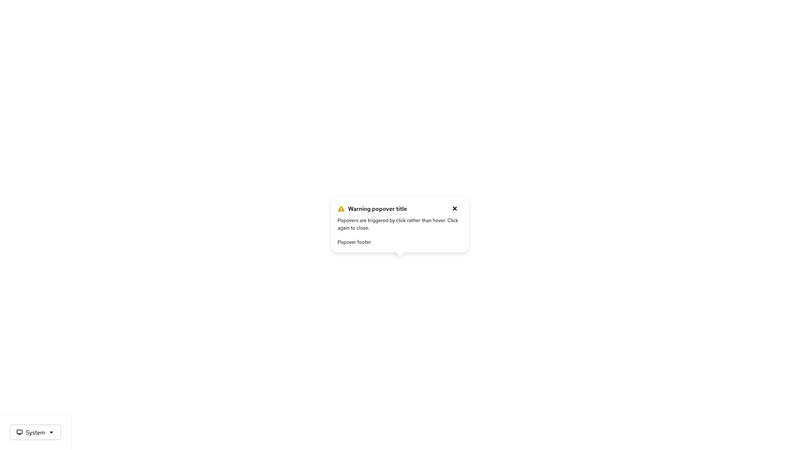 Warning popover title
Popovers are triggered by click rather than hover. Click
again to close.
Popover footer
System